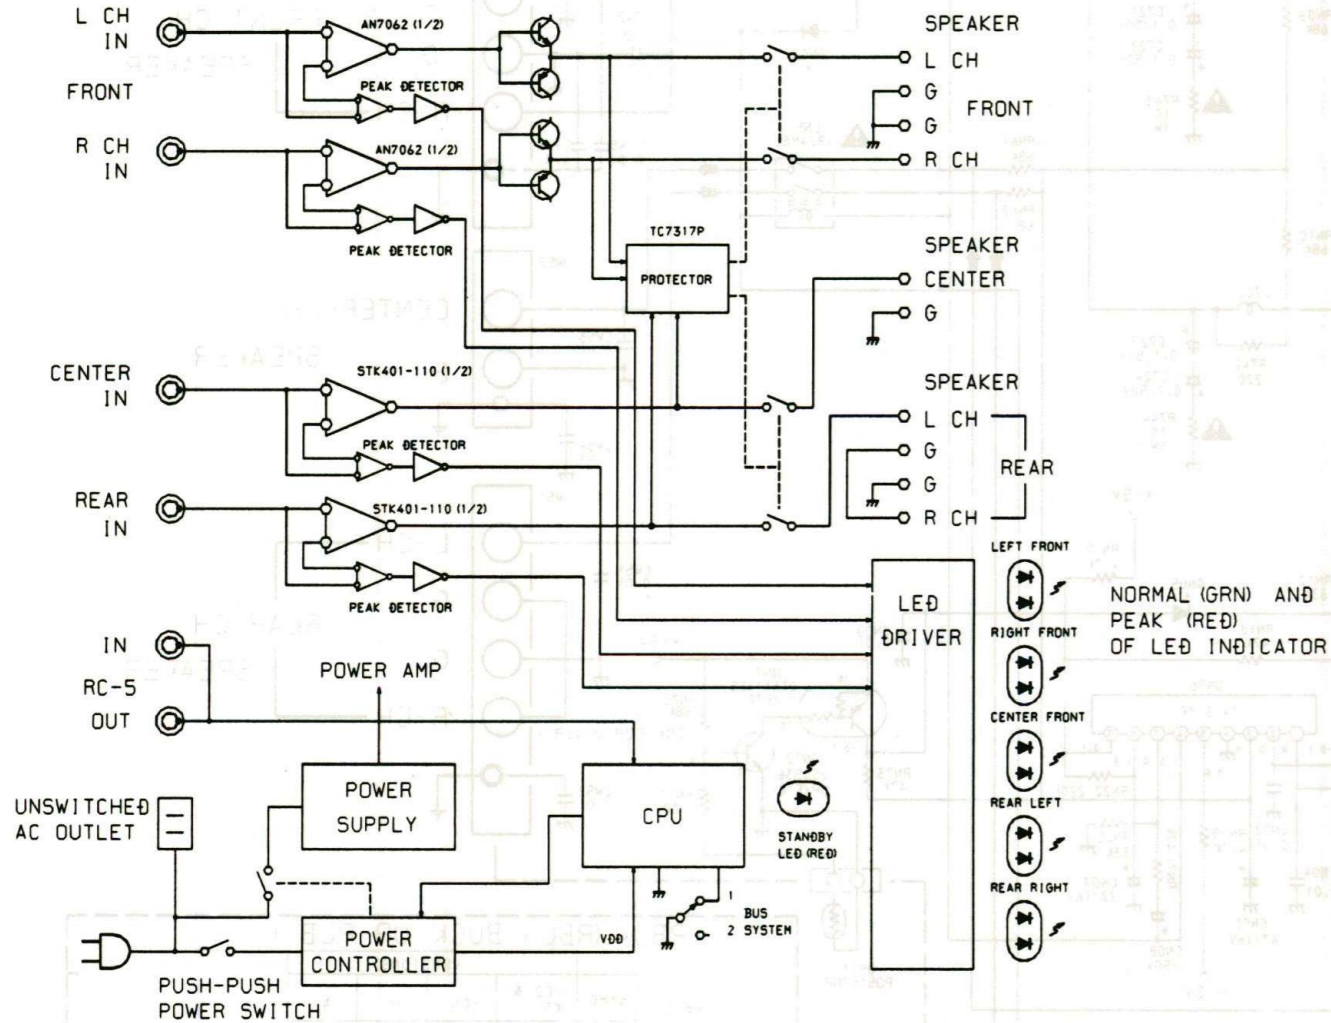 L CH
IN
FRONT
R CH
IN
AN7062 (1/2)
PEAK DETECTOR
AN7062 (1/2)
PEAK DETECTOR
SPEAKER
L CH
G
FRONT
G
R CH
TC7317P
PROTECTOR
SPEAKER
CENTER
G
CENTER
IN
STK401-110 (1/2)
PEAK DETECTOR
REAR
IN
STK401-110 (1/2)
PEAK DETECTOR
SPEAKER
L CH
G
REAR
G
R CH
LED
DRIVER
LEFT FRONT
RIGHT FRONT
CENTER FRONT
REAR LEFT
REAR RIGHT
NORMAL (GRN) AND
PEAK (RED)
OF LED INDICATOR
IN
RC-5
OUT
POWER AMP
POWER
SUPPLY
CPU
STANDBY
LED (RED)
UNSWITCHED
AC OUTLET
POWER
CONTROLLER
VDD
1
BUS
2 SYSTEM
PUSH-PUSH
POWER SWITCH